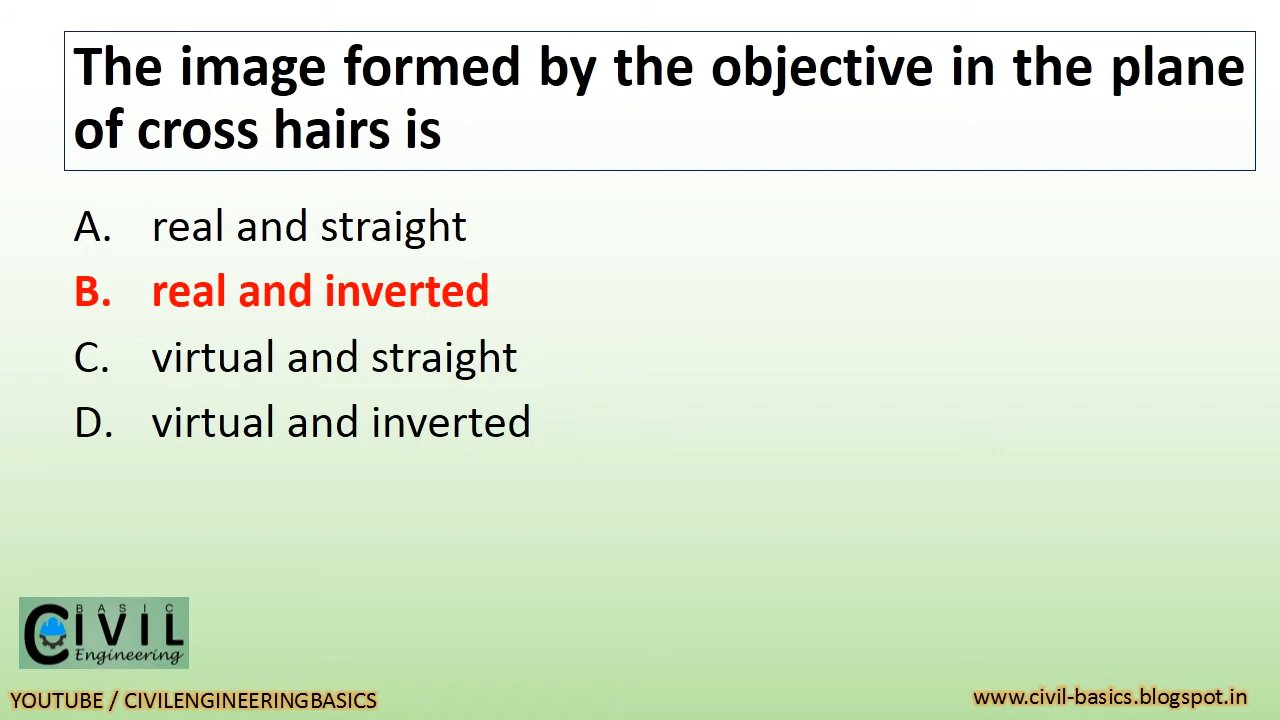 The image formed by the objective in the plane
of cross hairs is
A. real and straight
B. real and inverted
C. virtual and straight
D. virtual and inverted
BASIC
CIVIL
Engineering
YOUTUBE / CIVILENGINEERINGBASICS
www.civil-basics.blogspot.in